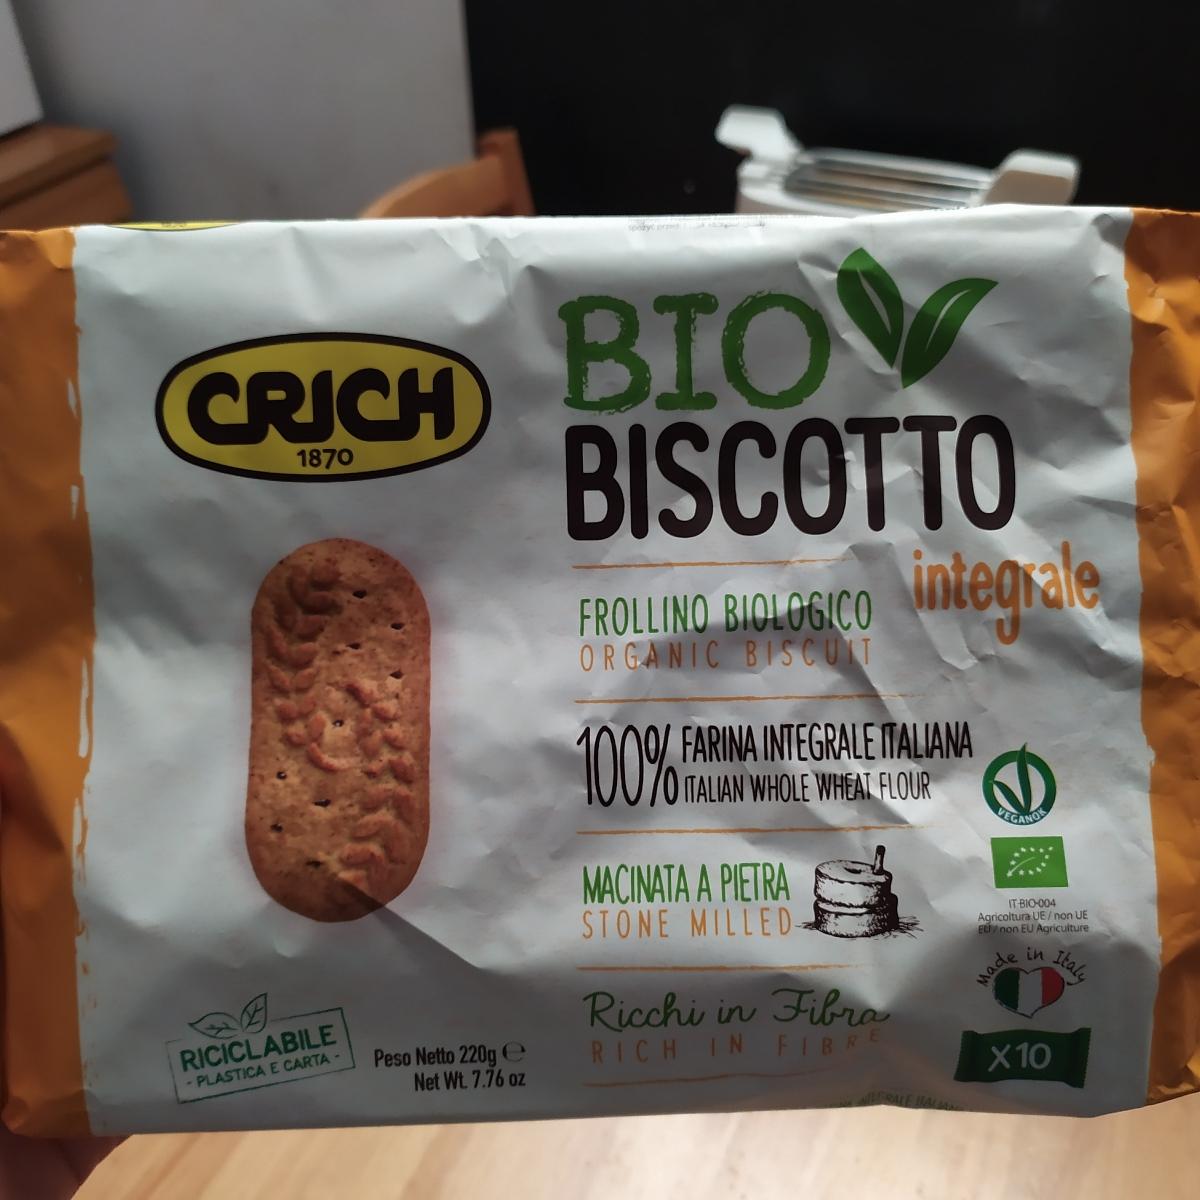 CRICH
1870
BIO
BISCOTTO
integrale
FROLLINO BIOLOGICO
ORGANIC BISCUIT
100% FARINA INTEGRALE ITALIANA
ITALIAN WHOLE WHEAT FLOUR
MACINATA A PIETRA
STONE MILLED
Ricchi in Fibra
RICH IN FIBRE
VEGANOK
IT-BIO-004
Agricoltura UE / non UE
EU / non EU Agriculture
Made in Italy
X10
RICICLABILE
- PLASTICA E CARTA -
Peso Netto 220g ℮
Net Wt. 7.76 oz